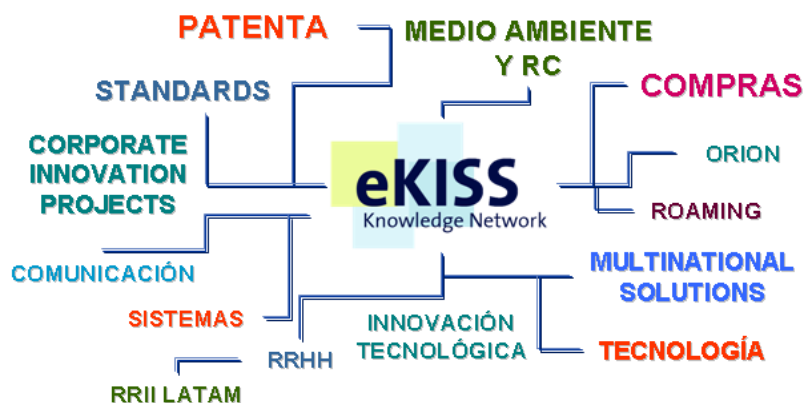 PATENTA
MEDIO AMBIENTE
Y RC
STANDARDS
COMPRAS
CORPORATE
INNOVATION
PROJECTS
eKISS
Knowledge Network
ORION
ROAMING
COMUNICACIÓN
MULTINATIONAL
SOLUTIONS
SISTEMAS
INNOVACIÓN
TECNOLÓGICA
RRHH
TECNOLOGÍA
RRII LATAM